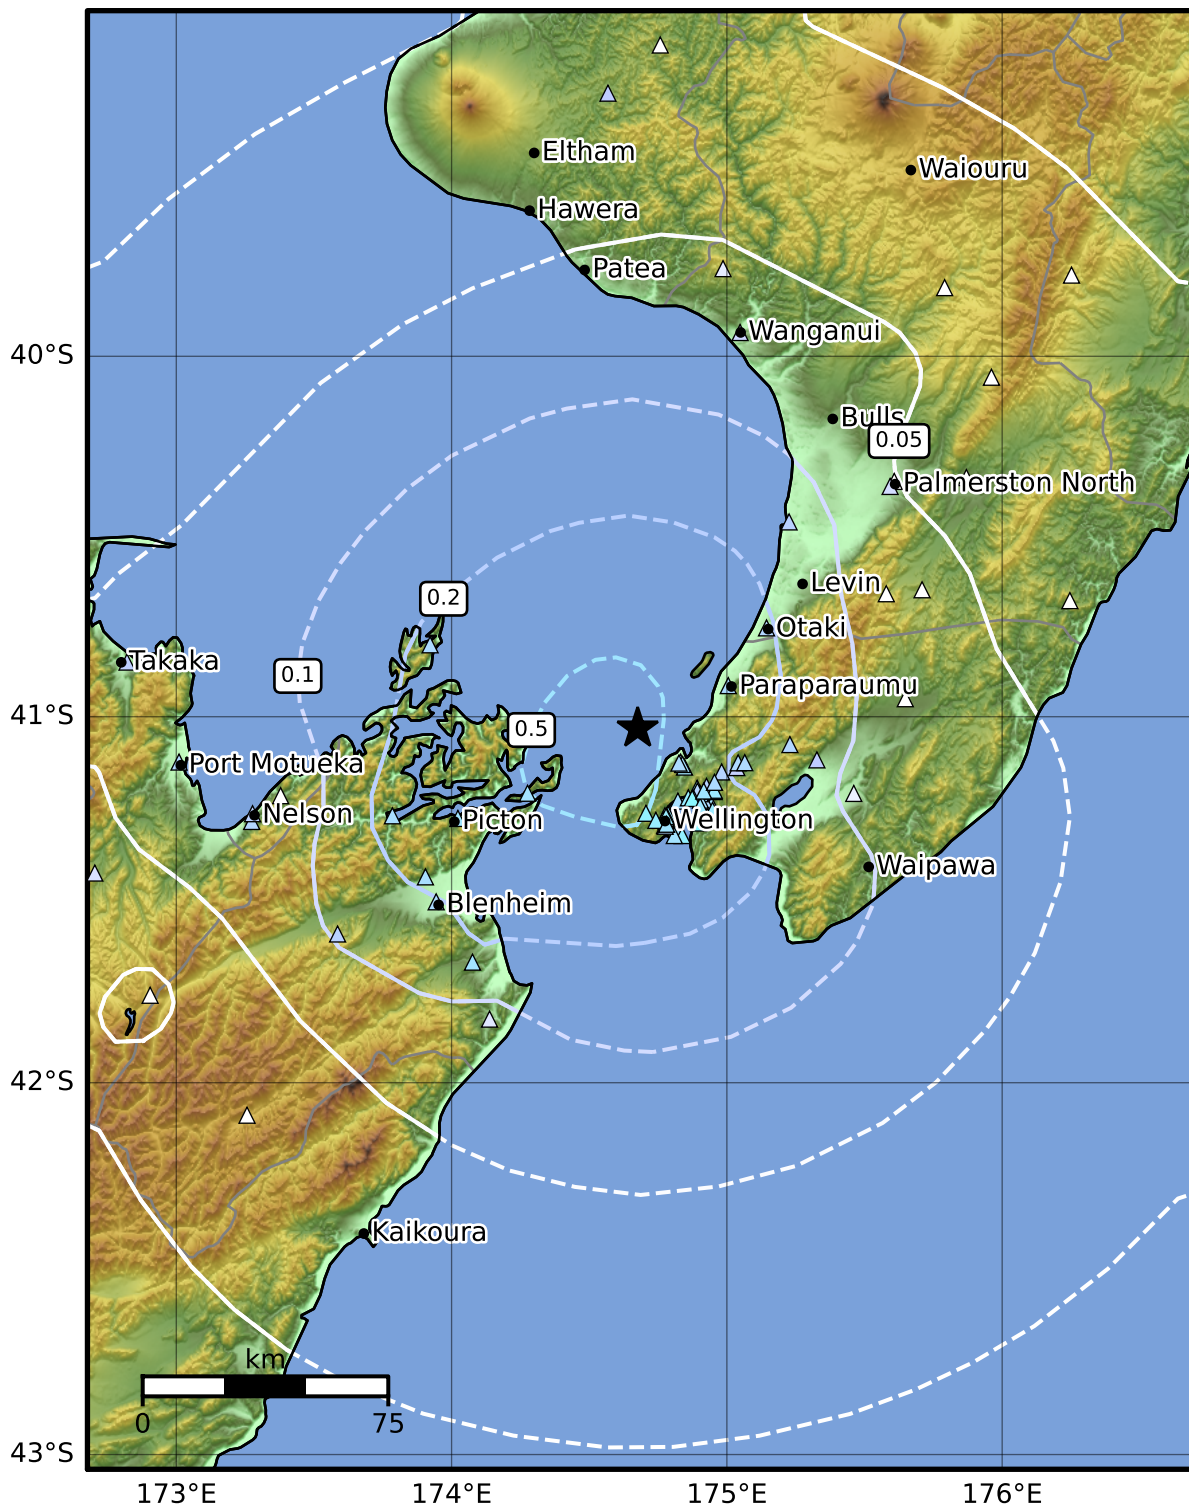 Eltham
Waiouru
Hawera
Patea
Wanganui
40°S
Bulls
0.05
Palmerston North
Levin
0.2
Otaki
Takaka
0.1
Paraparaumu
41°S
0.5
Port Motueka
Nelson
Picton
Wellington
Waipawa
Blenheim
42°S
Kaikoura
km
0 75
43°S
173°E 174°E 175°E 176°E